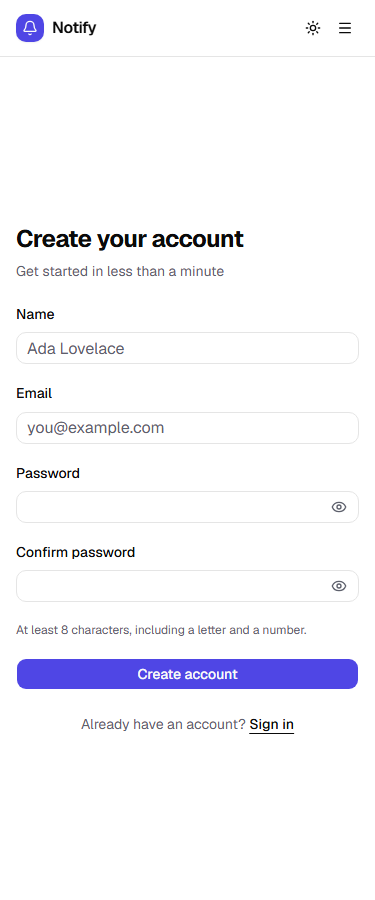 Notify
Create your account
Get started in less than a minute
Name
Ada Lovelace
Email
you@example.com
Password
Confirm password
At least 8 characters, including a letter and a number.
Create account
Already have an account? Sign in